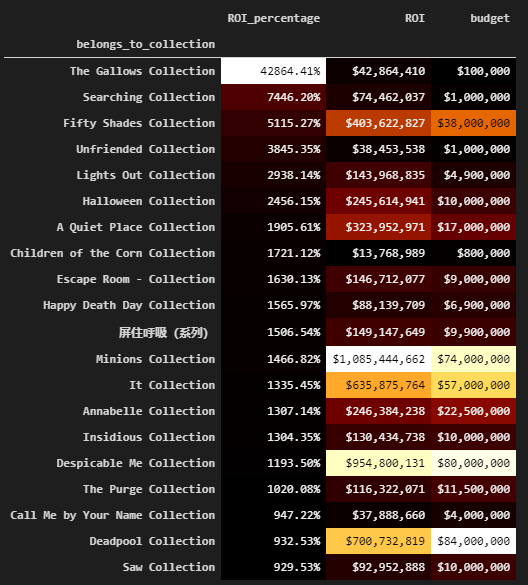 ROI_percentage ROI budget
belongs_to_collection
The Gallows Collection 42864.41% $42,864,410 $100,000
Searching Collection 7446.20% $74,462,037 $1,000,000
Fifty Shades Collection 5115.27% $403,622,827 $38,000,000
Unfriended Collection 3845.35% $38,453,538 $1,000,000
Lights Out Collection 2938.14% $143,968,835 $4,900,000
Halloween Collection 2456.15% $245,614,941 $10,000,000
A Quiet Place Collection 1905.61% $323,952,971 $17,000,000
Children of the Corn Collection 1721.12% $13,768,989 $800,000
Escape Room - Collection 1630.13% $146,712,077 $9,000,000
Happy Death Day Collection 1565.97% $88,139,709 $6,900,000
屏住呼吸（系列） 1506.54% $149,147,649 $9,900,000
Minions Collection 1466.82% $1,085,444,662 $74,000,000
It Collection 1335.45% $635,875,764 $57,000,000
Annabelle Collection 1307.14% $246,384,238 $22,500,000
Insidious Collection 1304.35% $130,434,738 $10,000,000
Despicable Me Collection 1193.50% $954,800,131 $80,000,000
The Purge Collection 1020.08% $116,322,071 $11,500,000
Call Me by Your Name Collection 947.22% $37,888,660 $4,000,000
Deadpool Collection 932.53% $700,732,819 $84,000,000
Saw Collection 929.53% $92,952,888 $10,000,000